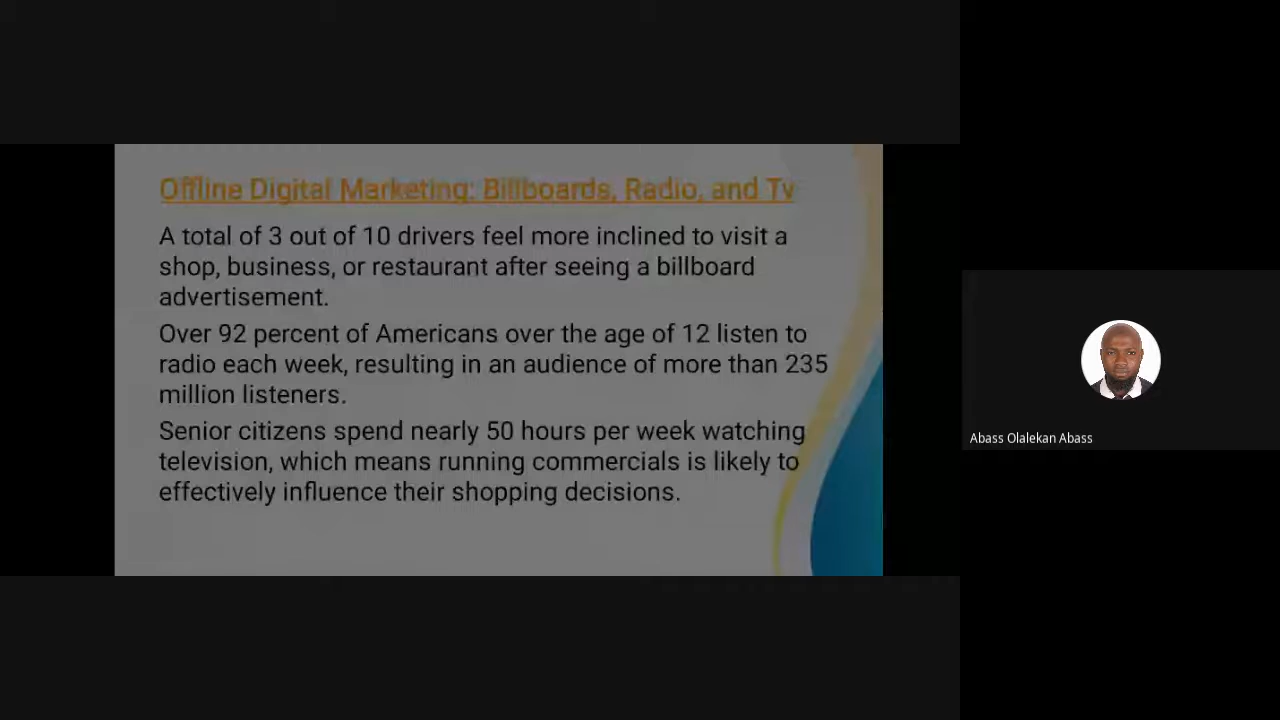 Offline Digital Marketing: Billboards, Radio, and Tv
A total of 3 out of 10 drivers feel more inclined to visit a
shop, business, or restaurant after seeing a billboard
advertisement.
Over 92 percent of Americans over the age of 12 listen to
radio each week, resulting in an audience of more than 235
million listeners.
Senior citizens spend nearly 50 hours per week watching
television, which means running commercials is likely to
effectively influence their shopping decisions.
Abass Olalekan Abass